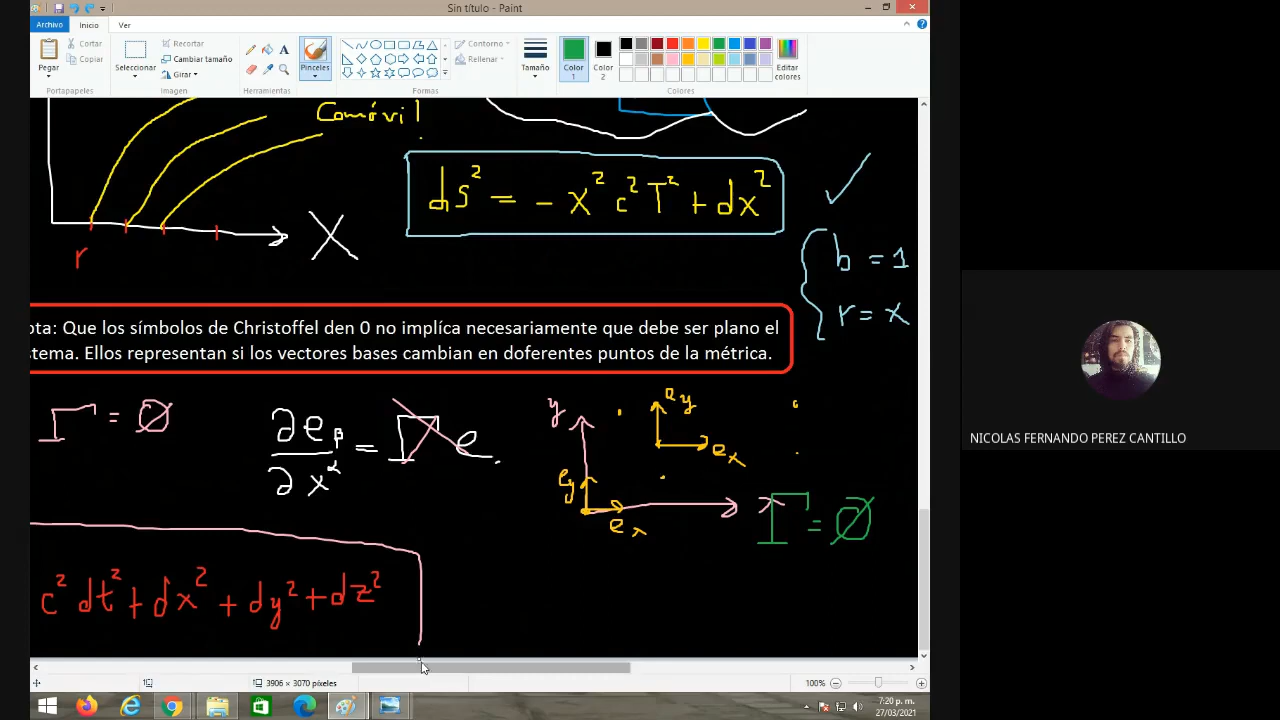 Sin título - Paint
Archivo Inicio Ver
Pegar
Cortar
Copiar
Portapapeles
Seleccionar
Recortar
Cambiar tamaño
Girar
Imagen
Herramientas
Pinceles
Contorno
Rellenar
Formas
Tamaño
Color 1
Color 2
Editar colores
Colores
Comóvil
ds² = - x² c² T² + dx²
X
r
b = 1
r = x
ota: Que los símbolos de Christoffel den 0 no implíca necesariamente que debe ser plano el
stema. Ellos representan si los vectores bases cambian en doferentes puntos de la métrica.
Γ = Ø
∂e_β / ∂x^α = Γ e
y
e_y
e_x
e_y
e_x
x
Γ = Ø
c² dt² + dx² + dy² + dz²
NICOLAS FERNANDO PEREZ CANTILLO
3906 × 3070 píxeles
100%
7:20 p. m.
27/03/2021